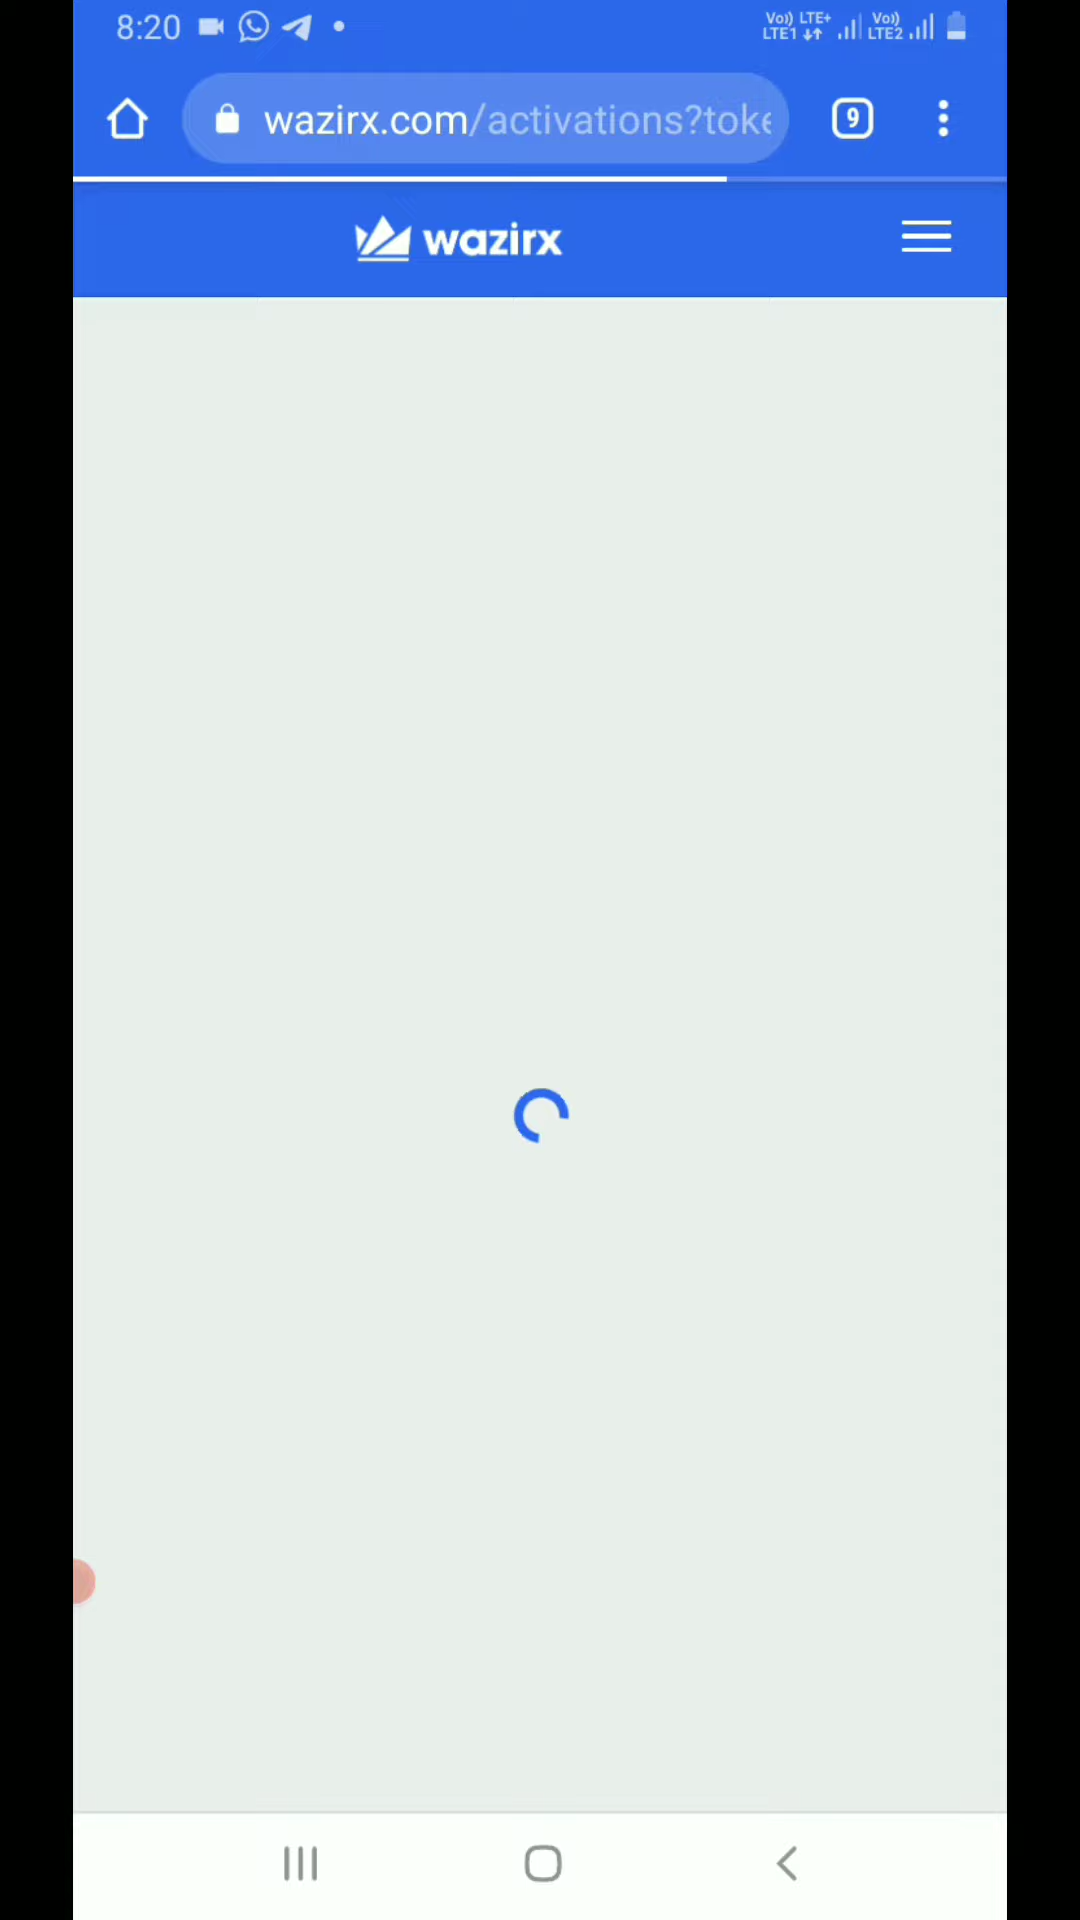 8:20
Vo)) LTE+
LTE1
Vo))
LTE2
wazirx.com/activations?toke
9
wazirx